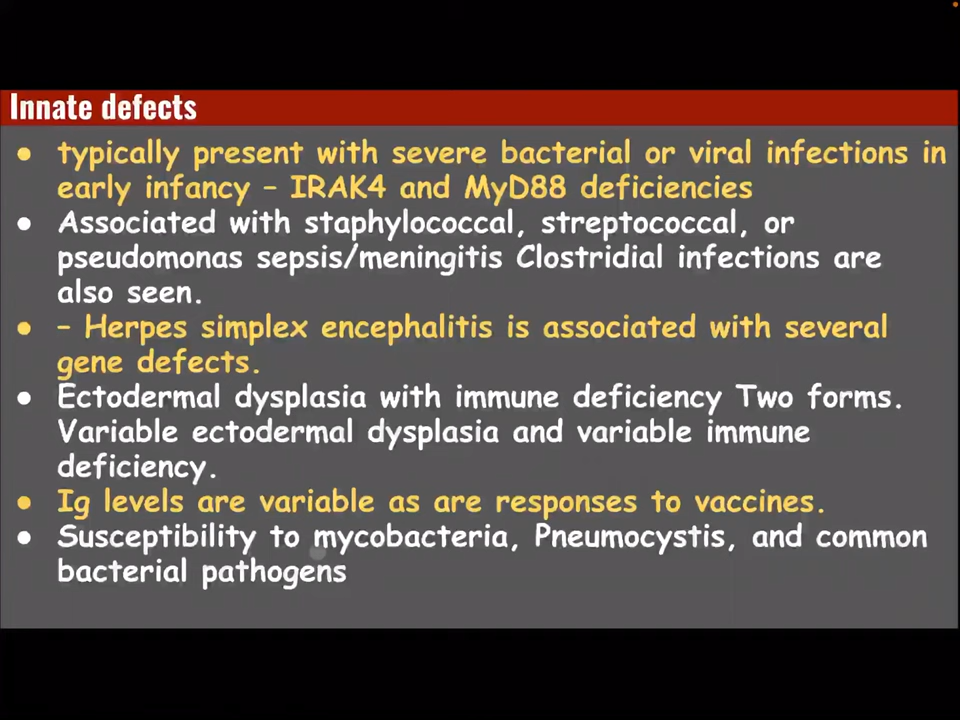 Innate defects
● typically present with severe bacterial or viral infections in
early infancy – IRAK4 and MyD88 deficiencies
● Associated with staphylococcal, streptococcal, or
pseudomonas sepsis/meningitis Clostridial infections are
also seen.
● – Herpes simplex encephalitis is associated with several
gene defects.
● Ectodermal dysplasia with immune deficiency Two forms.
Variable ectodermal dysplasia and variable immune
deficiency.
● Ig levels are variable as are responses to vaccines.
● Susceptibility to mycobacteria, Pneumocystis, and common
bacterial pathogens